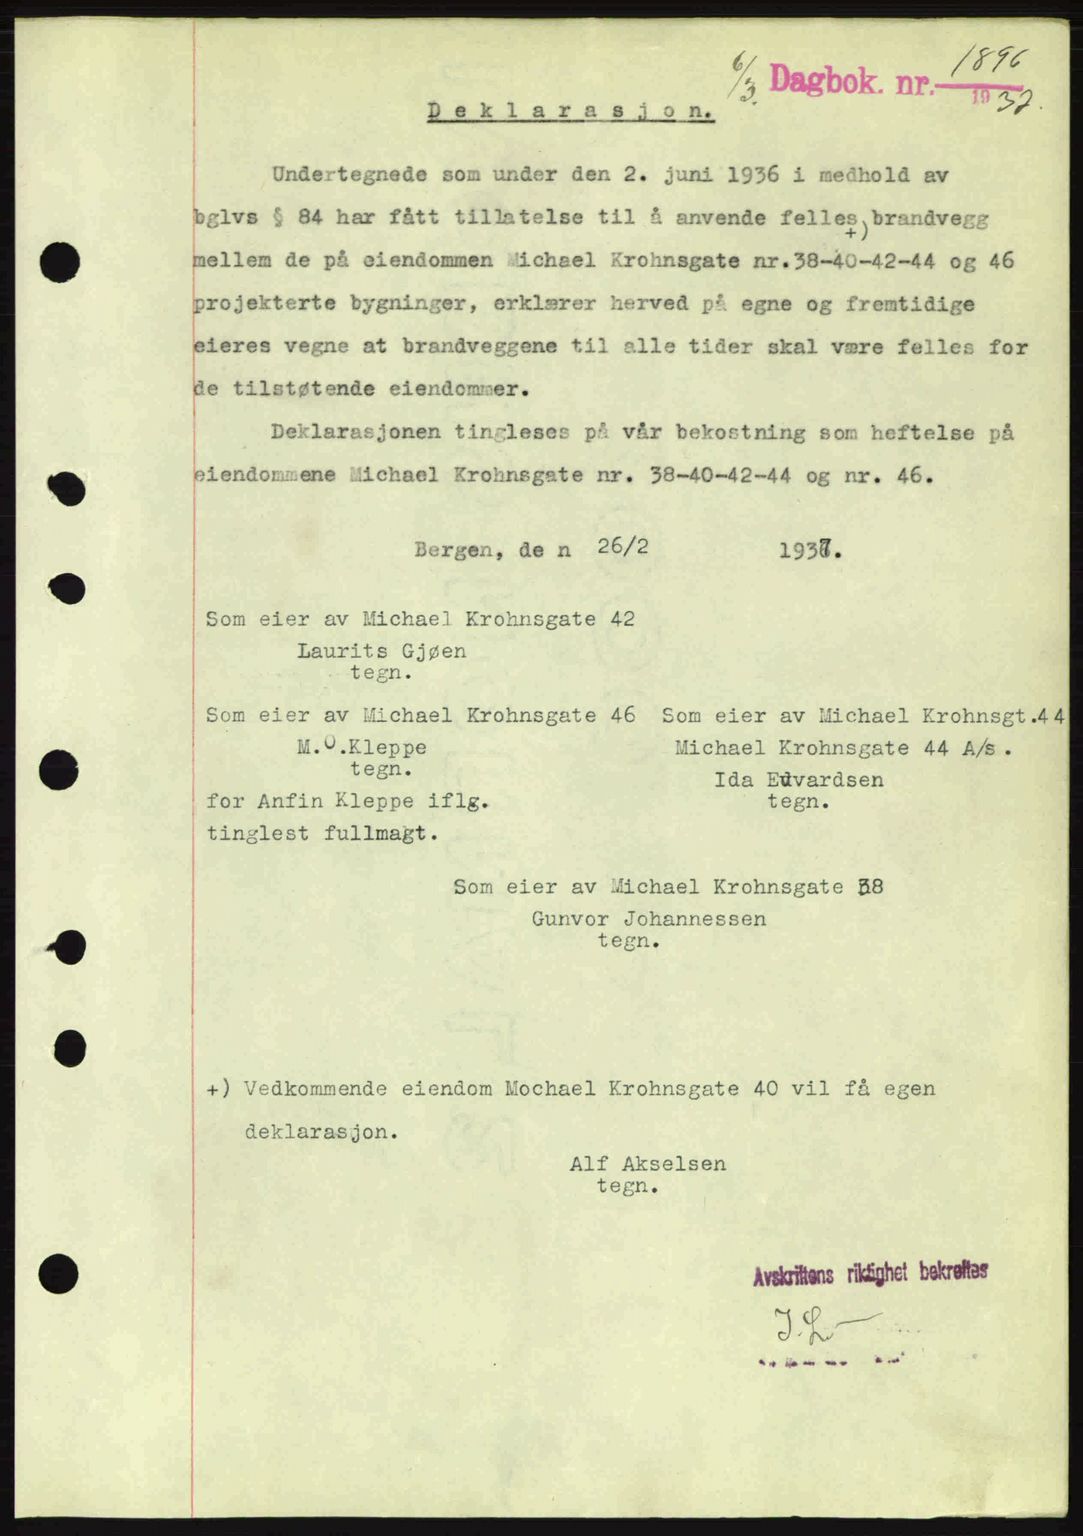 6/3. Dagbok. nr. 1896
1937.
Deklarasjon.
Undertegnede som under den 2. juni 1936 i medhold av
bglvs § 84 har fått tillatelse til å anvende felles brandvegg
+)
mellem de på eiendommen Michael Krohnsgate nr.38-40-42-44 og 46
projekterte bygninger, erklærer herved på egne og fremtidige
eieres vegne at brandveggene til alle tider skal være felles for
de tilstøtende eiendommer.
Deklarasjonen tingleses på vår bekostning som heftelse på
eiendommene Michael Krohnsgate nr. 38-40-42-44 og nr. 46.
Bergen, de n 26/2 1937.
Som eier av Michael Krohnsgate 42
Laurits Gjøen
tegn.
Som eier av Michael Krohnsgate 46
M.O.Kleppe
tegn.
for Anfin Kleppe iflg.
tinglest fullmagt.
Som eier av Michael Krohnsgt.44
Michael Krohnsgate 44 A/s.
Ida Edvardsen
tegn.
Som eier av Michael Krohnsgate 38
Gunvor Johannessen
tegn.
+) Vedkommende eiendom Mochael Krohnsgate 40 vil få egen
deklarasjon.
Alf Akselsen
tegn.
Avskriftens riktighet bekreftes